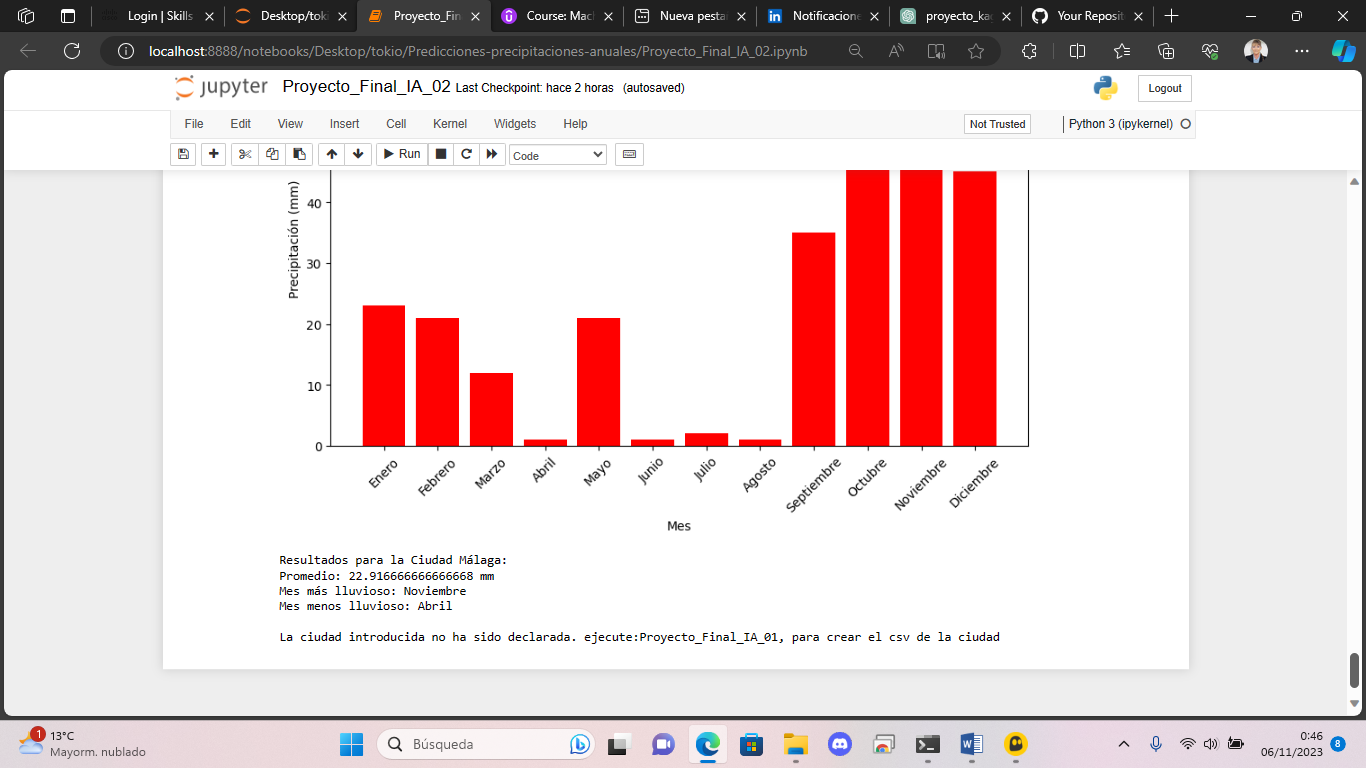 Login | Skills
Desktop/toki
Proyecto_Fin
Course: Macl
Nueva pesta
Notificacione
proyecto_ka
Your Reposit
localhost:8888/notebooks/Desktop/tokio/Predicciones-precipitaciones-anuales/Proyecto_Final_IA_02.ipynb
jupyter Proyecto_Final_IA_02 Last Checkpoint: hace 2 horas (autosaved)
Logout
File Edit View Insert Cell Kernel Widgets Help
Not Trusted
Python 3 (ipykernel)
Run
Code
Precipitación (mm)
40
30
20
10
0
Enero
Febrero
Marzo
Abril
Mayo
Junio
Julio
Agosto
Septiembre
Octubre
Noviembre
Diciembre
Mes
Resultados para la Ciudad Málaga:
Promedio: 22.916666666666668 mm
Mes más lluvioso: Noviembre
Mes menos lluvioso: Abril
La ciudad introducida no ha sido declarada. ejecute:Proyecto_Final_IA_01, para crear el csv de la ciudad
1
13°C
Mayorm. nublado
Búsqueda
0:46
06/11/2023
8